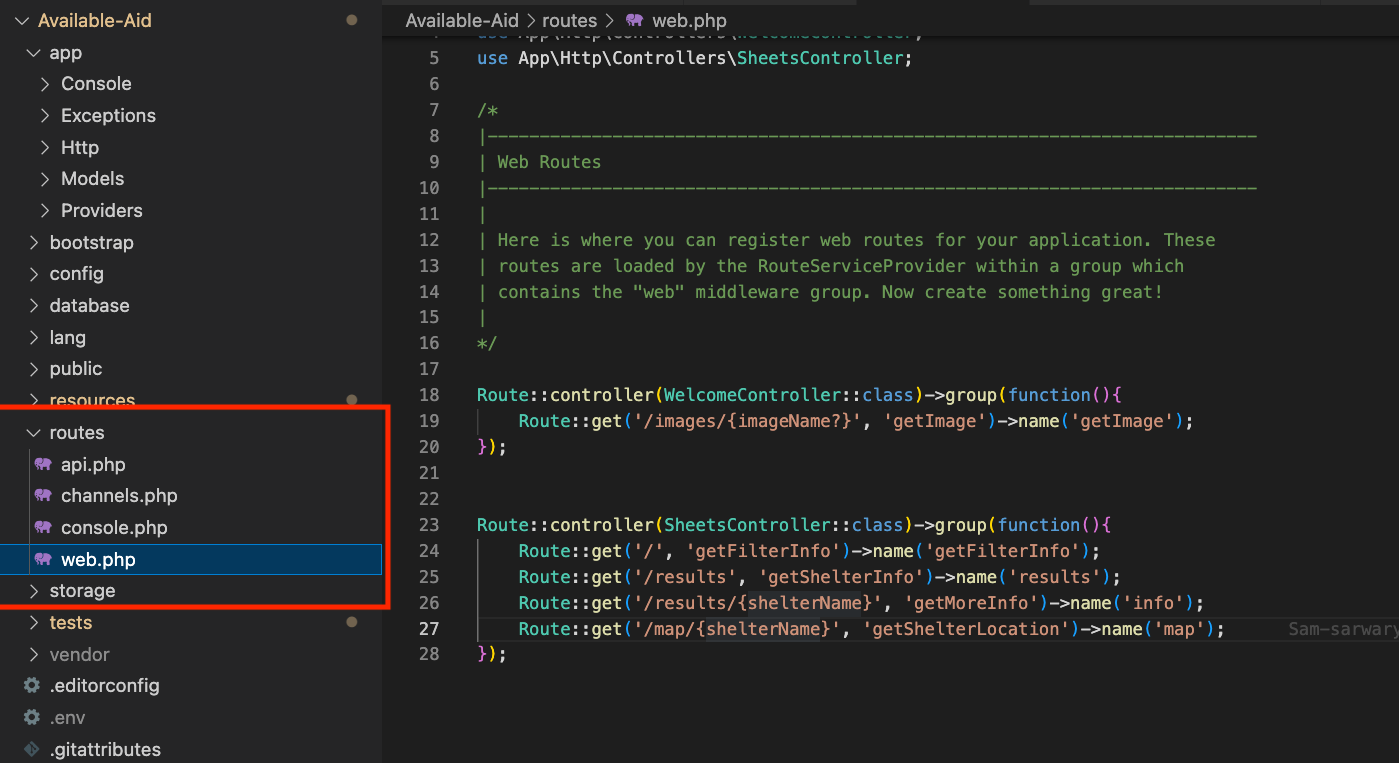 Available-Aid
app
Console
Exceptions
Http
Models
Providers
bootstrap
config
database
lang
public
resources
routes
api.php
channels.php
console.php
web.php
storage
tests
vendor
.editorconfig
.env
.gitattributes
Available-Aid > routes > web.php
4 use App\Http\Controllers\WelcomeController;
5 use App\Http\Controllers\SheetsController;
6
7 /*
8 |--------------------------------------------------------------------------
9 | Web Routes
10 |--------------------------------------------------------------------------
11 |
12 | Here is where you can register web routes for your application. These
13 | routes are loaded by the RouteServiceProvider within a group which
14 | contains the "web" middleware group. Now create something great!
15 |
16 */
17
18 Route::controller(WelcomeController::class)->group(function(){
19 Route::get('/images/{imageName?}', 'getImage')->name('getImage');
20 });
21
22
23 Route::controller(SheetsController::class)->group(function(){
24 Route::get('/', 'getFilterInfo')->name('getFilterInfo');
25 Route::get('/results', 'getShelterInfo')->name('results');
26 Route::get('/results/{shelterName}', 'getMoreInfo')->name('info');
27 Route::get('/map/{shelterName}', 'getShelterLocation')->name('map'); Sam-sarwary
28 });